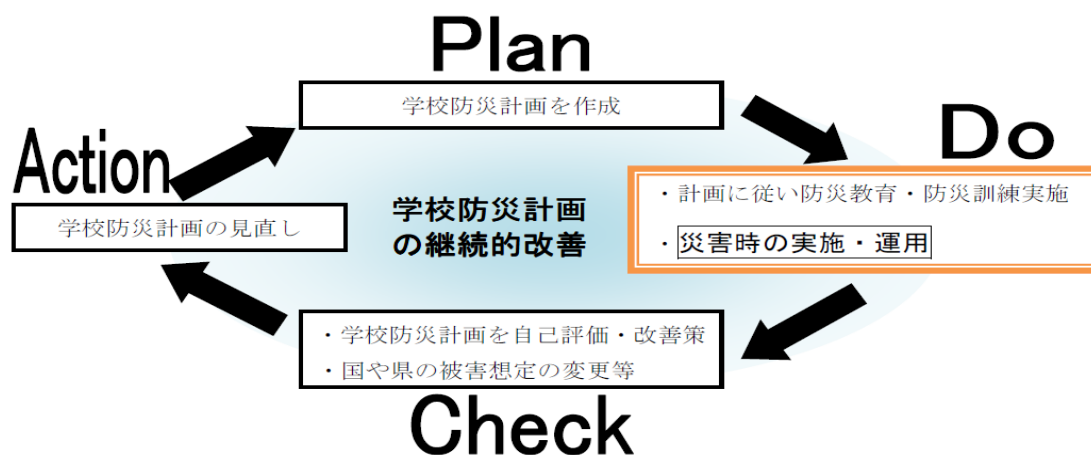 Plan
学校防災計画を作成
Do
・計画に従い防災教育・防災訓練実施
・災害時の実施・運用
Action
学校防災計画の見直し
学校防災計画
の継続的改善
・学校防災計画を自己評価・改善策
・国や県の被害想定の変更等
Check